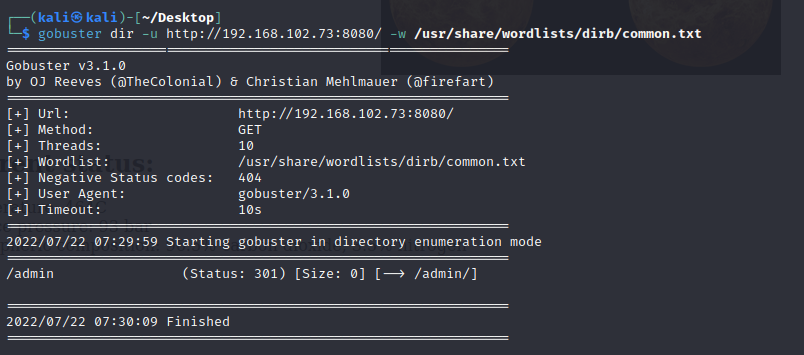 ┌──(kali㉿kali)-[~/Desktop]
└─$ gobuster dir -u http://192.168.102.73:8080/ -w /usr/share/wordlists/dirb/common.txt
===============================================================
Gobuster v3.1.0
by OJ Reeves (@TheColonial) & Christian Mehlmauer (@firefart)
===============================================================
[+] Url:                     http://192.168.102.73:8080/
[+] Method:                  GET
[+] Threads:                 10
[+] Wordlist:                /usr/share/wordlists/dirb/common.txt
[+] Negative Status codes:   404
[+] User Agent:              gobuster/3.1.0
[+] Timeout:                 10s
===============================================================
2022/07/22 07:29:59 Starting gobuster in directory enumeration mode
===============================================================
/admin                (Status: 301) [Size: 0] [--> /admin/]

===============================================================
2022/07/22 07:30:09 Finished
===============================================================